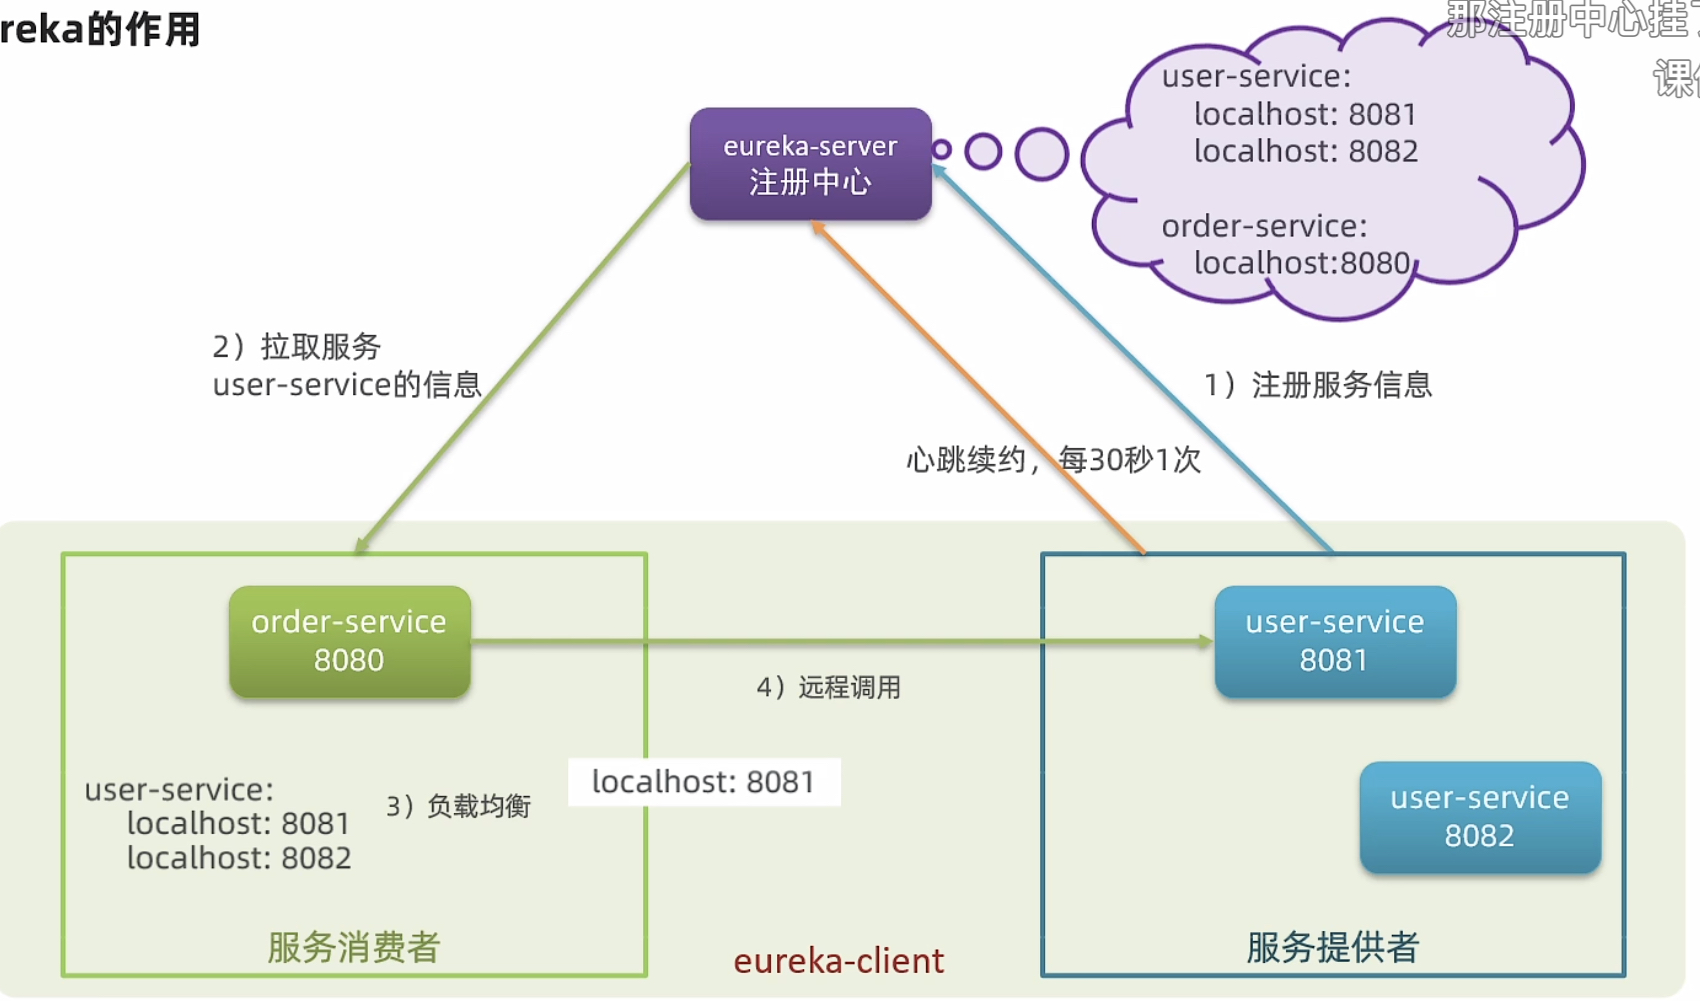 reka的作用
那注册中心挂
user-service:
localhost: 8081
localhost: 8082
order-service:
localhost:8080
eureka-server
注册中心
2）拉取服务
user-service的信息
1）注册服务信息
心跳续约，每30秒1次
order-service
8080
user-service
8081
4）远程调用
user-service:
localhost: 8081
localhost: 8082
3）负载均衡
localhost: 8081
user-service
8082
服务消费者
eureka-client
服务提供者